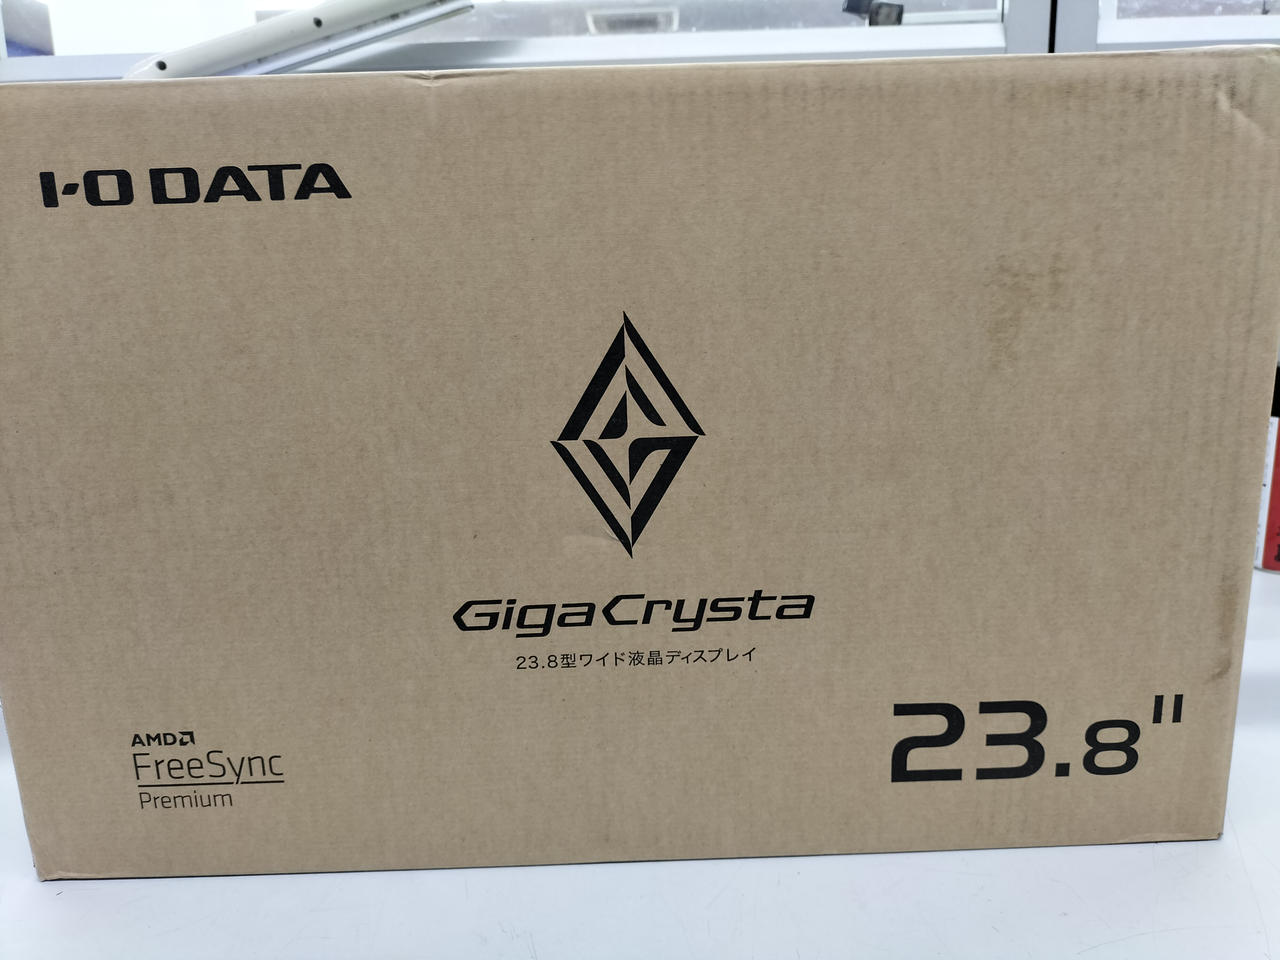 I-O DATA
GigaCrysta
23.8型ワイド液晶ディスプレイ
23.8"
AMD
FreeSync
Premium